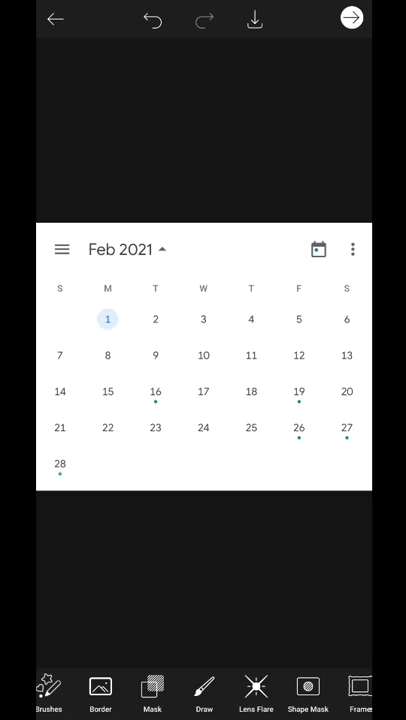 Feb 2021
S M T W T F S
1 2 3 4 5 6
7 8 9 10 11 12 13
14 15 16 17 18 19 20
21 22 23 24 25 26 27
28
Brushes Border Mask Draw Lens Flare Shape Mask Frame